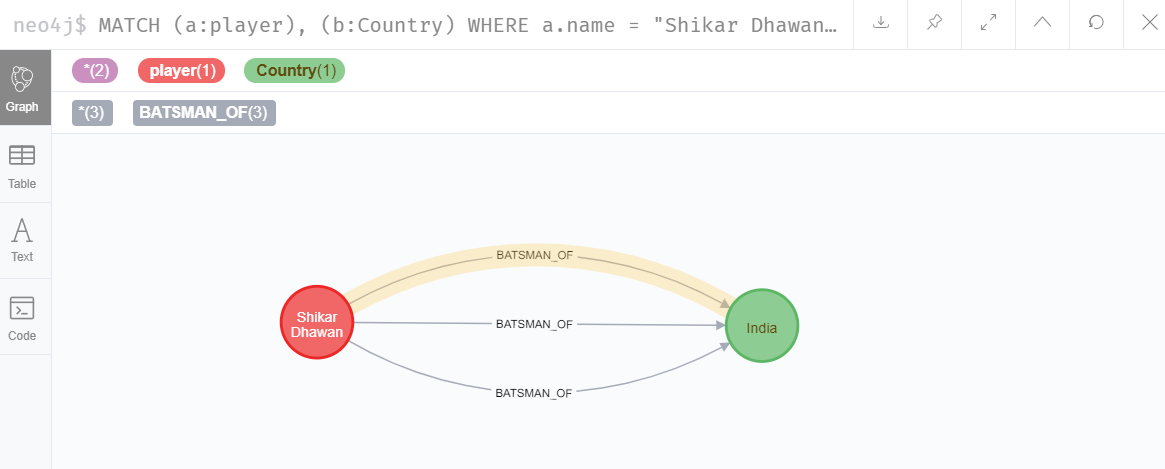 neo4j$ MATCH (a:player), (b:Country) WHERE a.name = "Shikar Dhawan…
*(2) player(1) Country(1)
*(3) BATSMAN_OF(3)
Graph
Table
Text
Code
BATSMAN_OF
Shikar
Dhawan
BATSMAN_OF
India
BATSMAN_OF